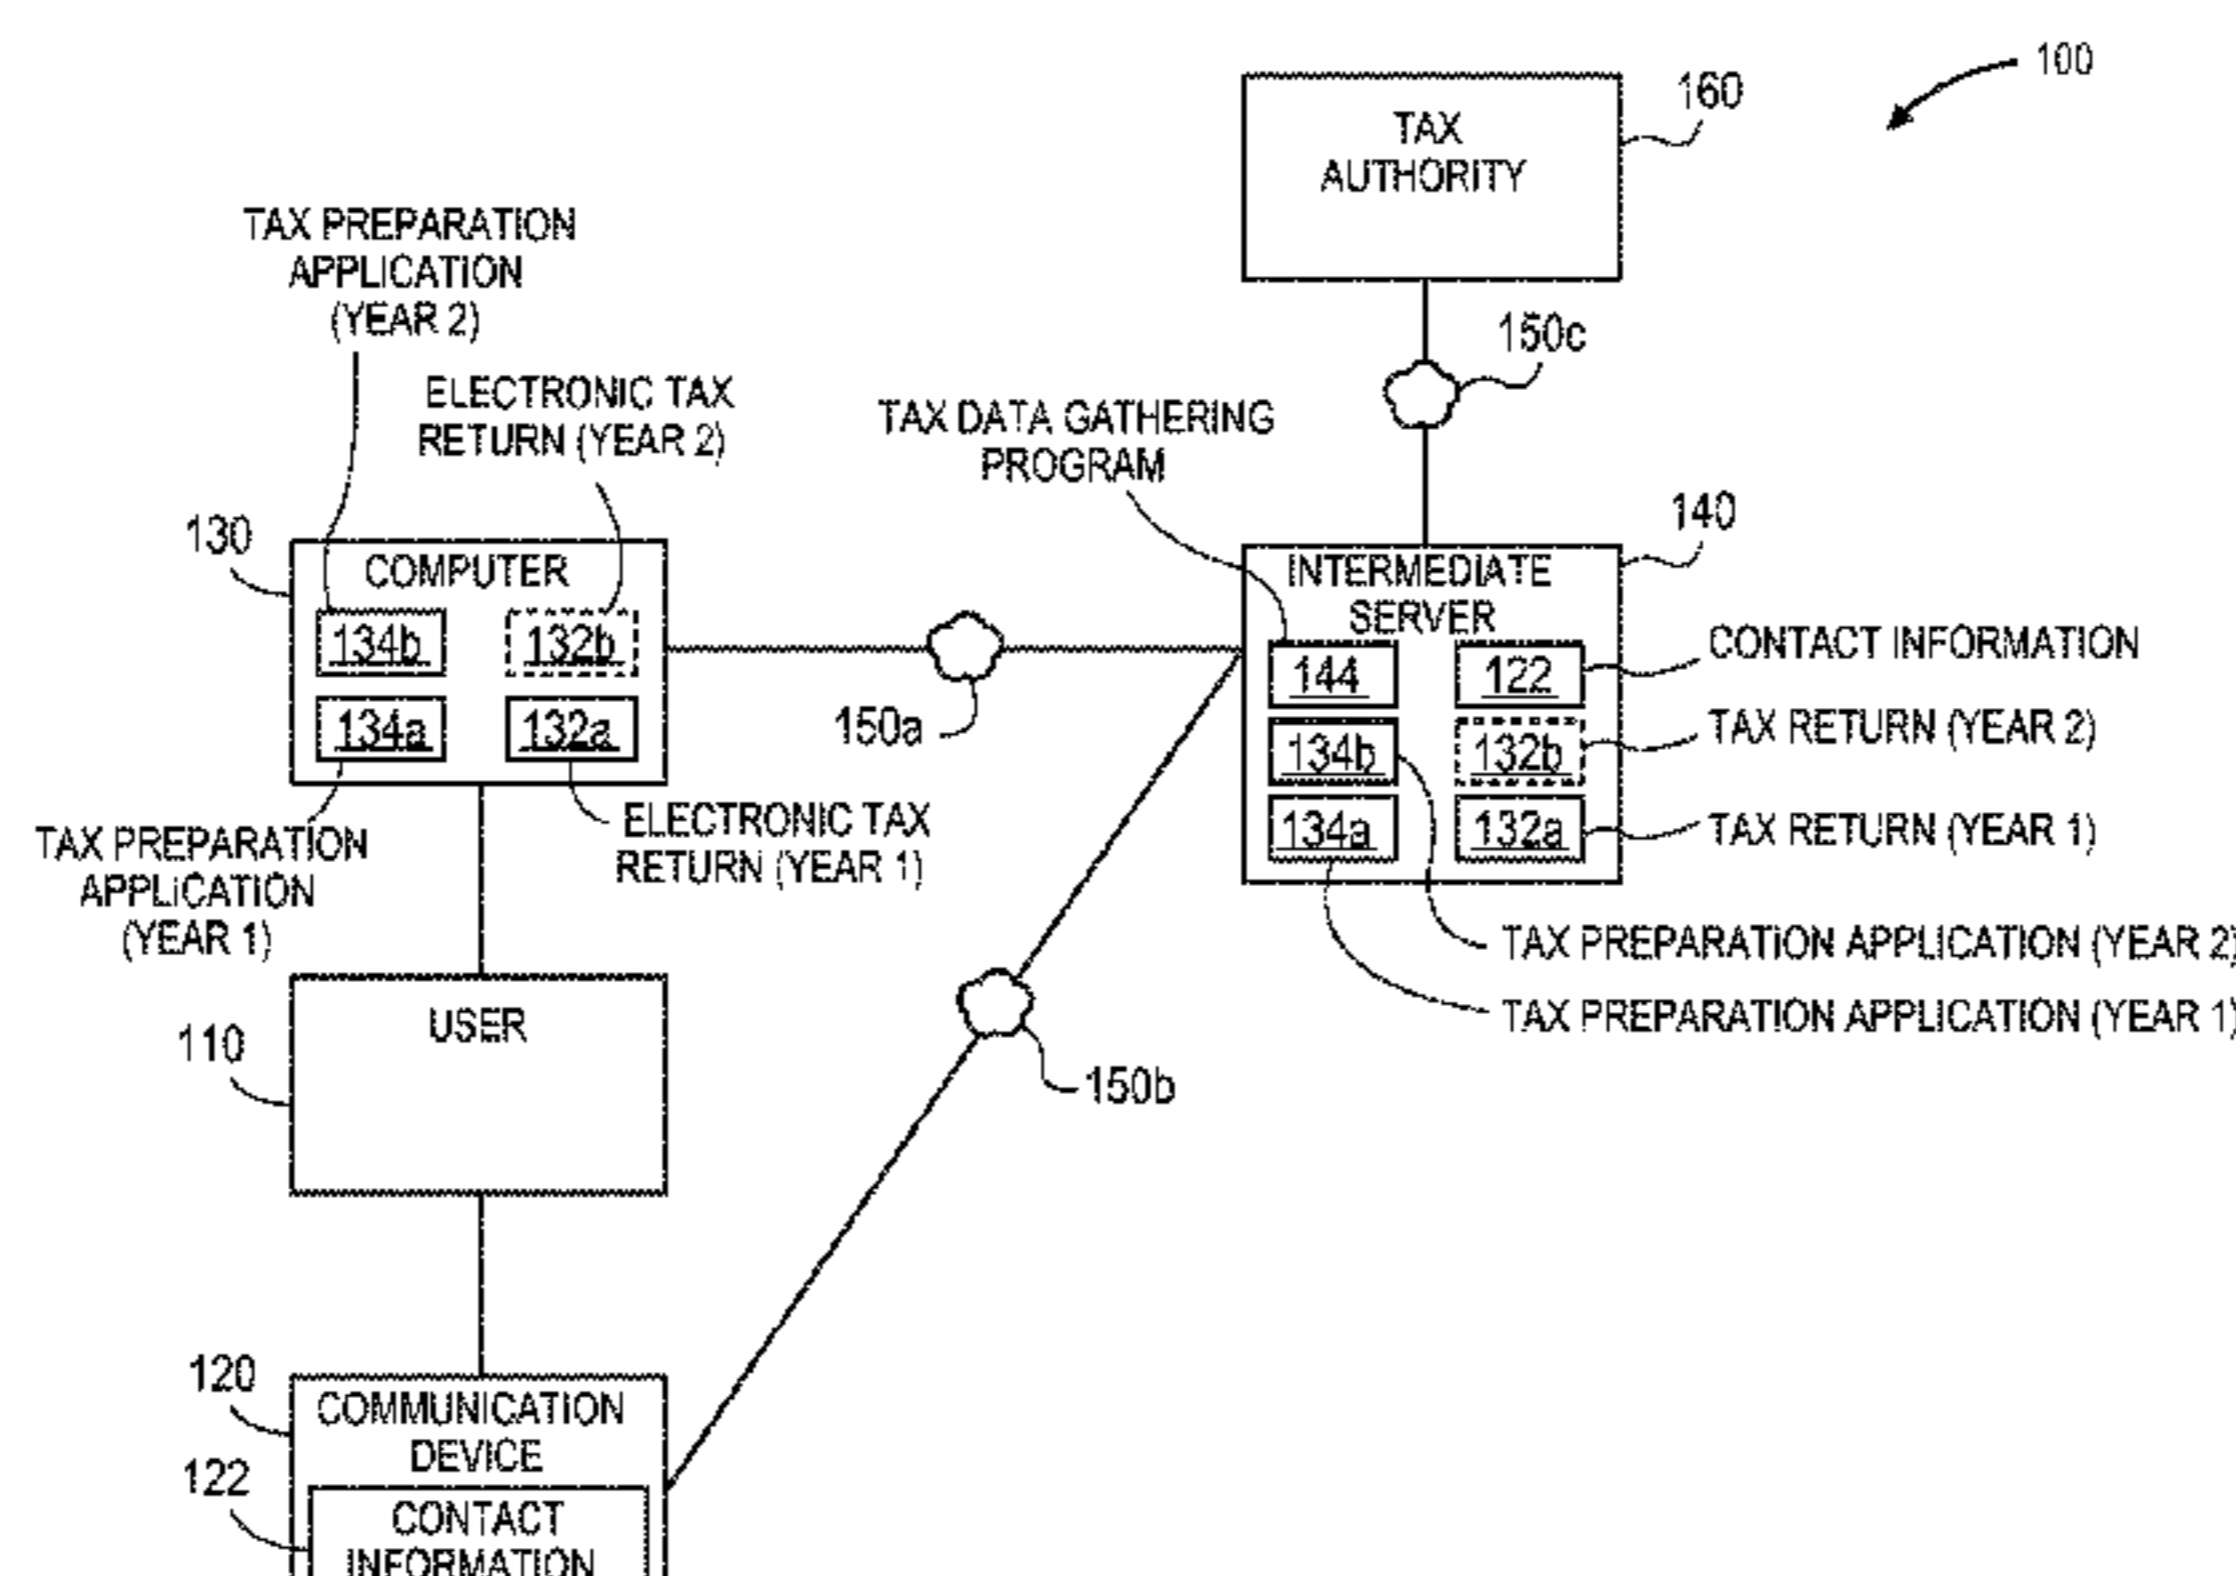 100
160
TAX
AUTHORITY
TAX PREPARATION
APPLICATION
(YEAR 2)
150c
ELECTRONIC TAX
RETURN (YEAR 2)
TAX DATA GATHERING
PROGRAM
130
140
COMPUTER
134b
132b
134a
132a
INTERMEDIATE
SERVER
144
122
134b
132b
134a
132a
CONTACT INFORMATION
TAX RETURN (YEAR 2)
TAX RETURN (YEAR 1)
150a
TAX PREPARATION
APPLICATION
(YEAR 1)
ELECTRONIC TAX
RETURN (YEAR 1)
TAX PREPARATION APPLICATION (YEAR 2)
TAX PREPARATION APPLICATION (YEAR 1)
USER
110
150b
120
COMMUNICATION
DEVICE
122
CONTACT
INFORMATION